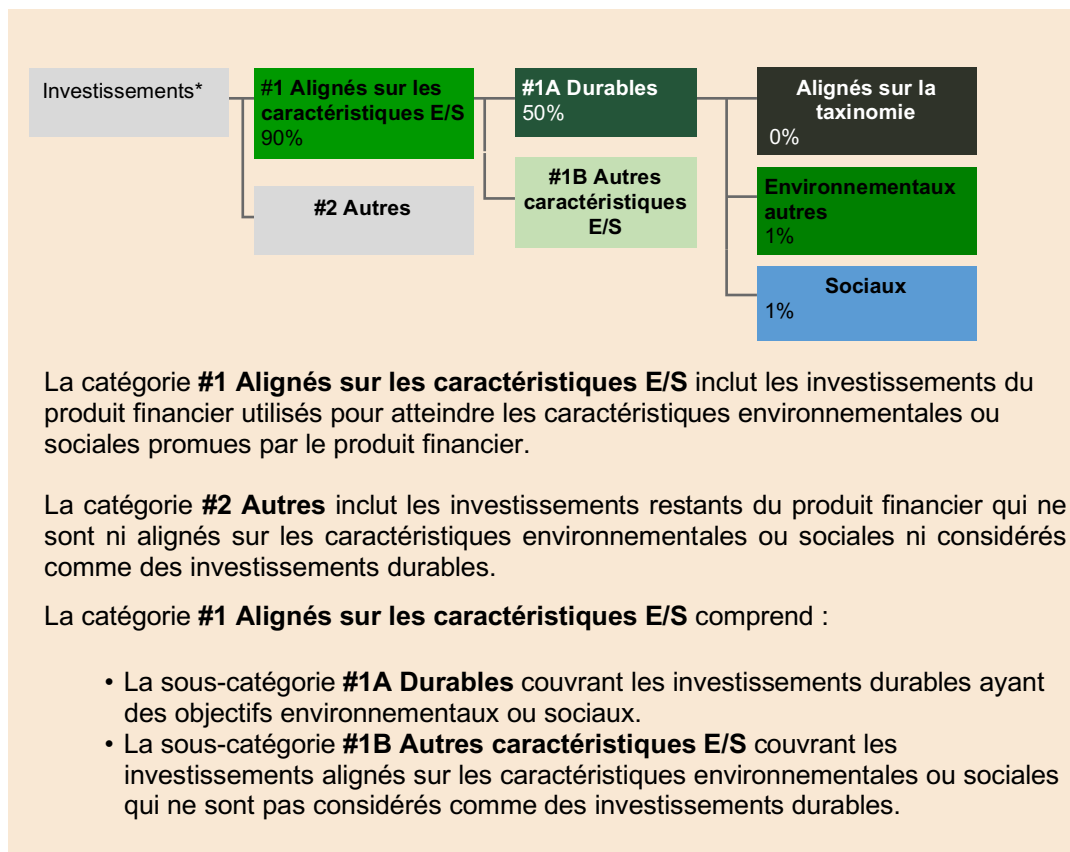 Investissements*
#1 Alignés sur les
caractéristiques E/S
90%
#2 Autres
#1A Durables
50%
#1B Autres
caractéristiques
E/S
Alignés sur la
taxinomie
0%
Environnementaux
autres
1%
Sociaux
1%
La catégorie #1 Alignés sur les caractéristiques E/S inclut les investissements du
produit financier utilisés pour atteindre les caractéristiques environnementales ou
sociales promues par le produit financier.
La catégorie #2 Autres inclut les investissements restants du produit financier qui ne
sont ni alignés sur les caractéristiques environnementales ou sociales ni considérés
comme des investissements durables.
La catégorie #1 Alignés sur les caractéristiques E/S comprend :
• La sous-catégorie #1A Durables couvrant les investissements durables ayant
des objectifs environnementaux ou sociaux.
• La sous-catégorie #1B Autres caractéristiques E/S couvrant les
investissements alignés sur les caractéristiques environnementales ou sociales
qui ne sont pas considérés comme des investissements durables.